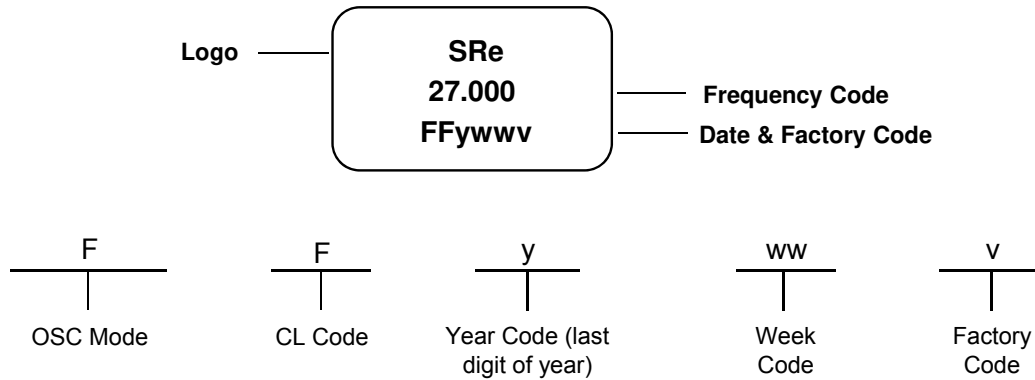 Logo
SRe
27.000
Frequency Code
FFywwv
Date & Factory Code
F
F
y
ww
v
OSC Mode
CL Code
Year Code (last
digit of year)
Week
Code
Factory
Code